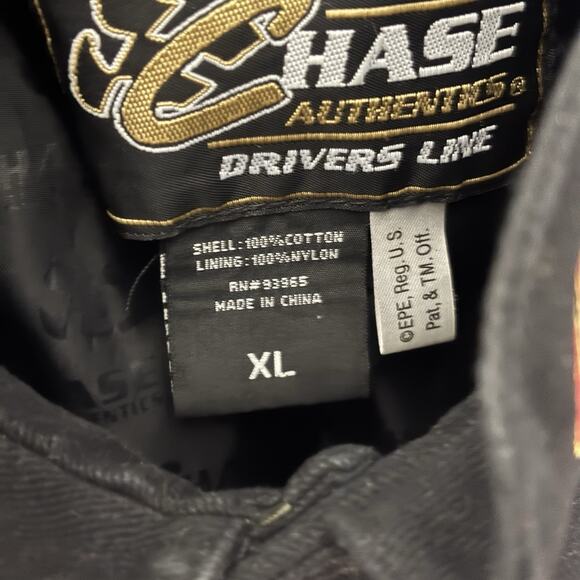 CHASE
AUTHENTICS®
DRIVERS LINE
SHELL:100%COTTON
LINING:100%NYLON
RN#93965
MADE IN CHINA
XL
©EPE, Reg. U.S.
Pat, & TM. Off.